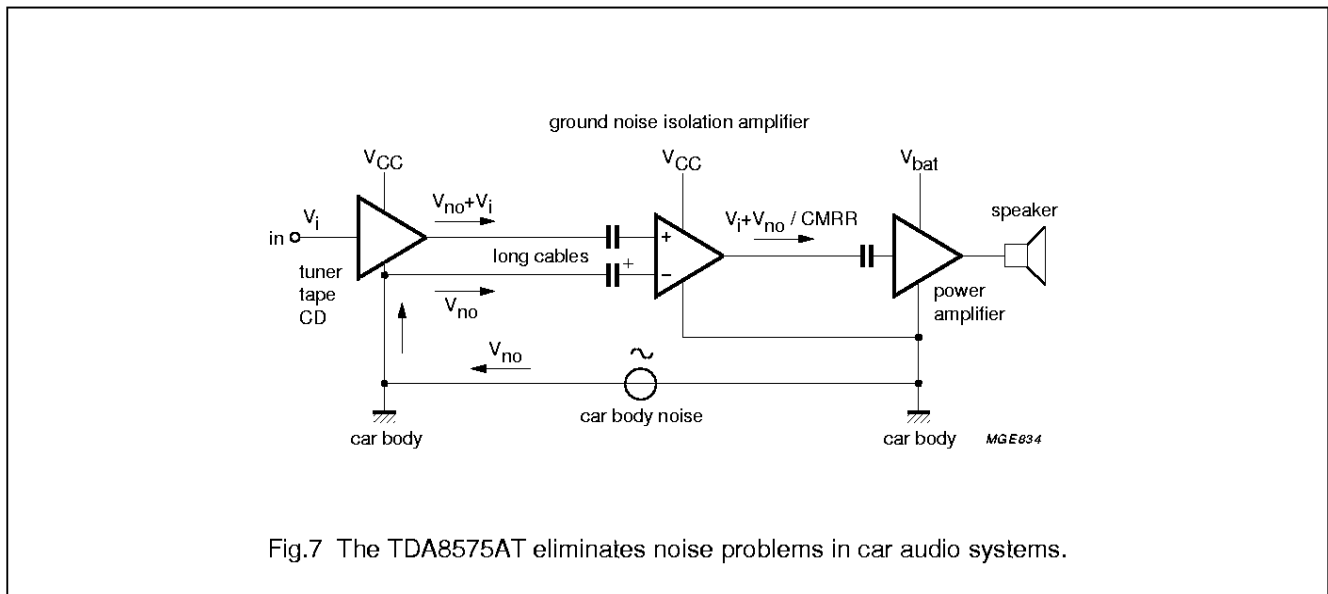 ground noise isolation amplifier
VCC
VCC
Vbat
Vi
Vno+Vi
Vi+Vno / CMRR
speaker
in
+
long cables
+
−
tuner
tape
CD
Vno
power
amplifier
Vno
∼
car body noise
car body
car body
MGE834
Fig.7 The TDA8575AT eliminates noise problems in car audio systems.